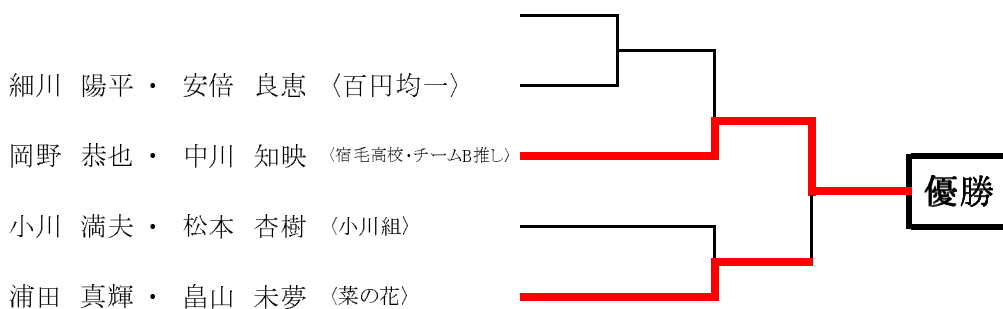 細川 陽平・ 安倍 良恵 〈百円均一〉
岡野 恭也・ 中川 知映 〈宿毛高校・チームB推し〉
優勝
小川 満夫・ 松本 杏樹 〈小川組〉
浦田 真輝・ 畠山 未夢 〈菜の花〉